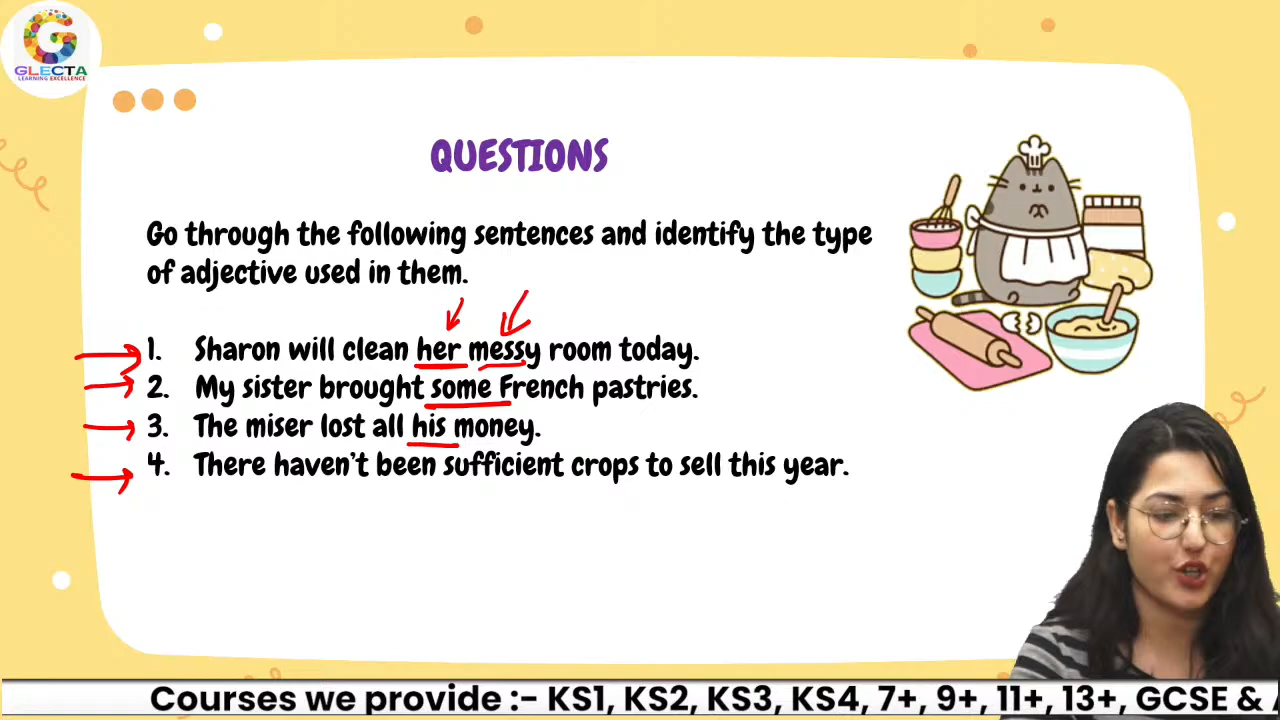 GLECTA
LEARNING EXCELLENCE
QUESTIONS
Go through the following sentences and identify the type
of adjective used in them.
1. Sharon will clean her messy room today.
2. My sister brought some French pastries.
3. The miser lost all his money.
4. There haven't been sufficient crops to sell this year.
Courses we provide :- KS1, KS2, KS3, KS4, 7+, 9+, 11+, 13+, GCSE &